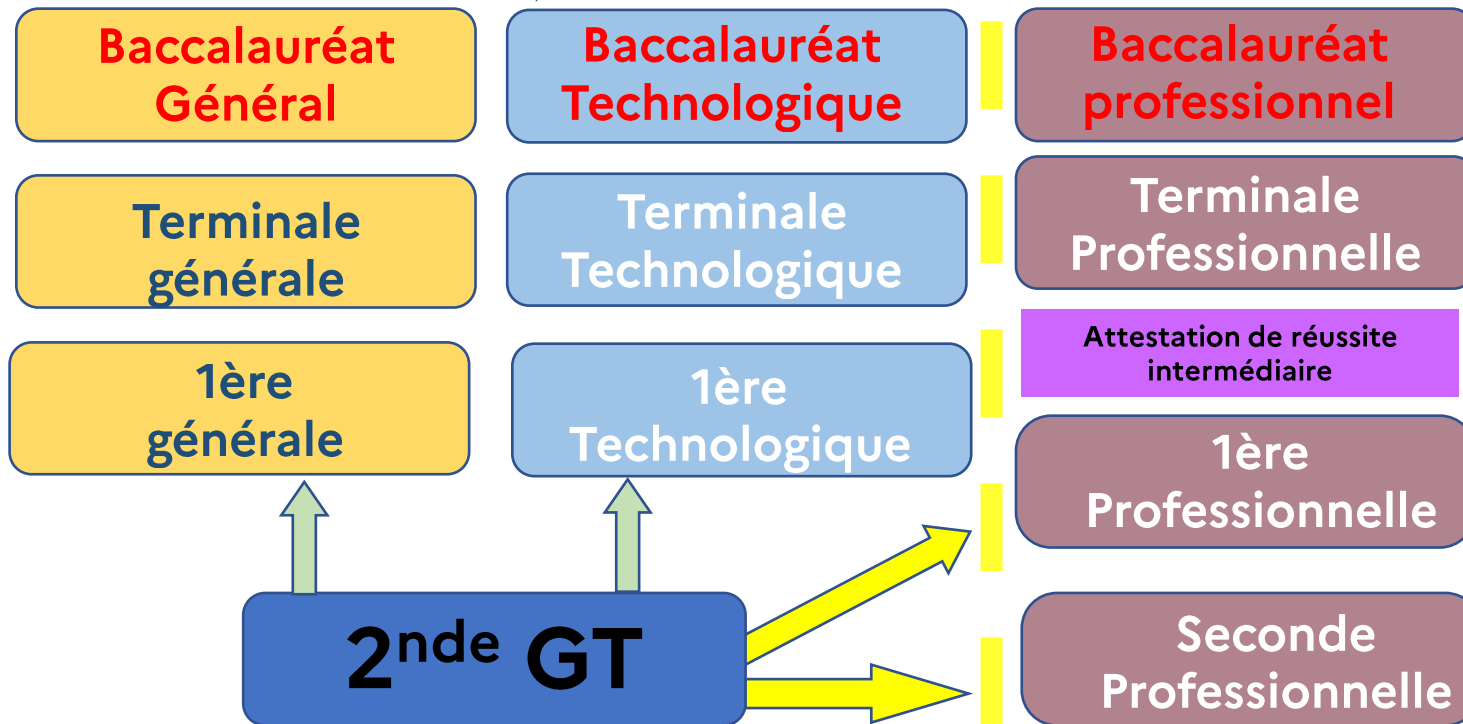 Baccalauréat
Général
Baccalauréat
Technologique
Baccalauréat
professionnel
Terminale
générale
Terminale
Technologique
Terminale
Professionnelle
Attestation de réussite
intermédiaire
1ère
générale
1ère
Technologique
1ère
Professionnelle
2nde GT
Seconde
Professionnelle